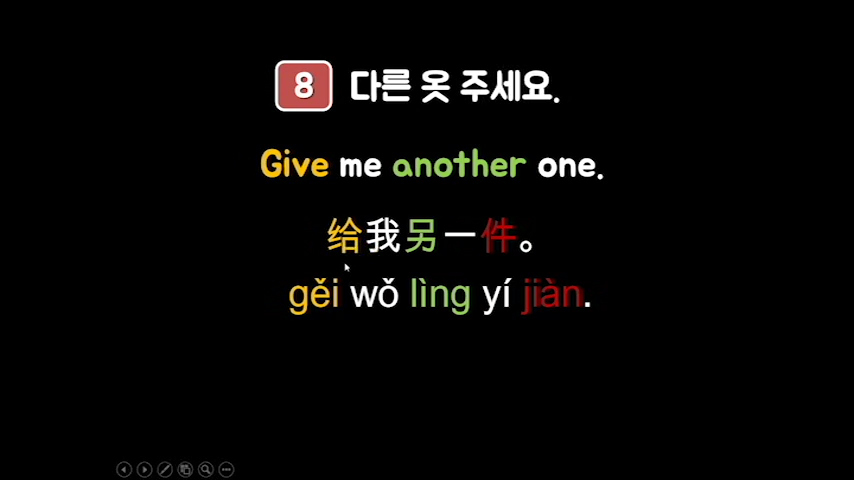 8 다른 옷 주세요.
Give me another one.
给我另一件。
gěi wǒ lìng yí jiàn.